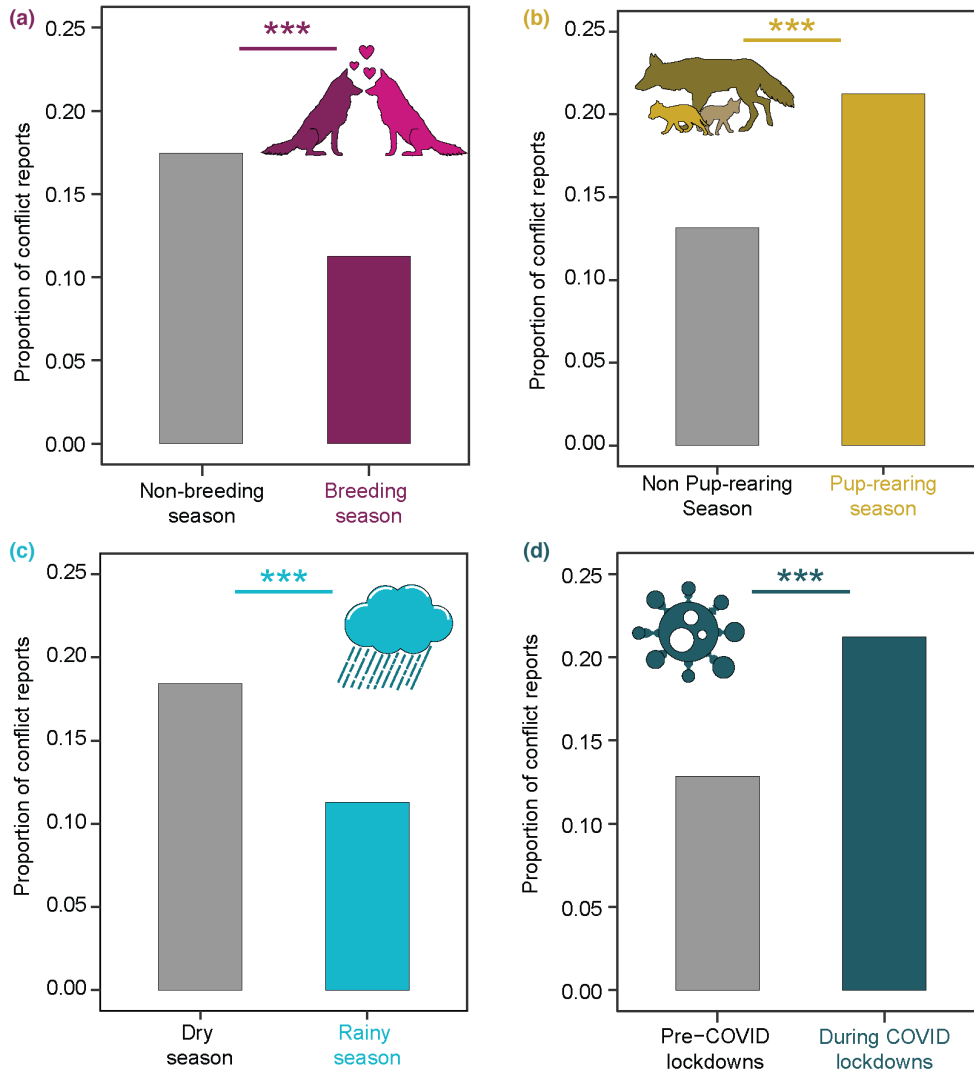 (a)
Proportion of conflict reports
0.25
0.20
0.15
0.10
0.05
0.00
***
Non-breeding
season
Breeding
season
(b)
Proportion of conflict reports
0.25
0.20
0.15
0.10
0.05
0.00
***
Non Pup-rearing
Season
Pup-rearing
season
(c)
Proportion of conflict reports
0.25
0.20
0.15
0.10
0.05
0.00
***
Dry
season
Rainy
season
(d)
Proportion of conflict reports
0.25
0.20
0.15
0.10
0.05
0.00
***
Pre−COVID
lockdowns
During COVID
lockdowns